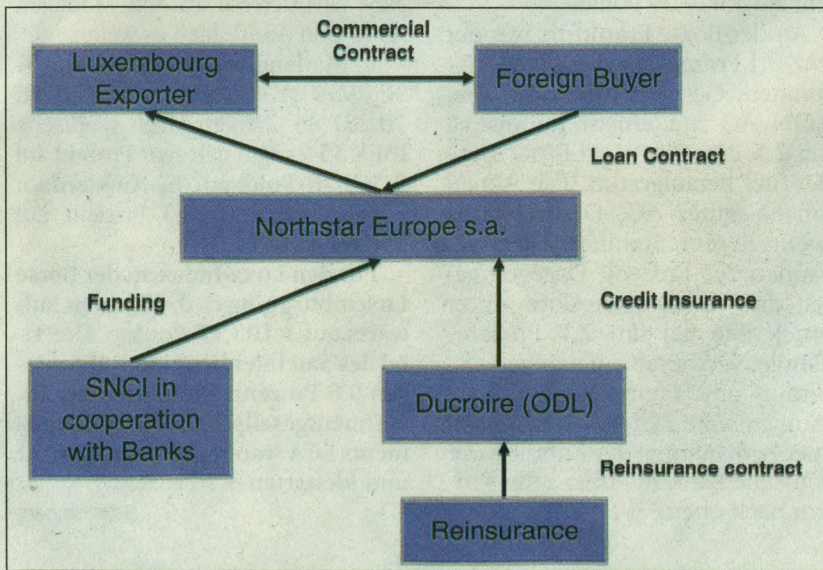 Commercial
Contract
Luxembourg
Exporter
Foreign Buyer
Loan Contract
Northstar Europe s.a.
Funding
Credit Insurance
SNCI in
cooperation
with Banks
Ducroire (ODL)
Reinsurance contract
Reinsurance